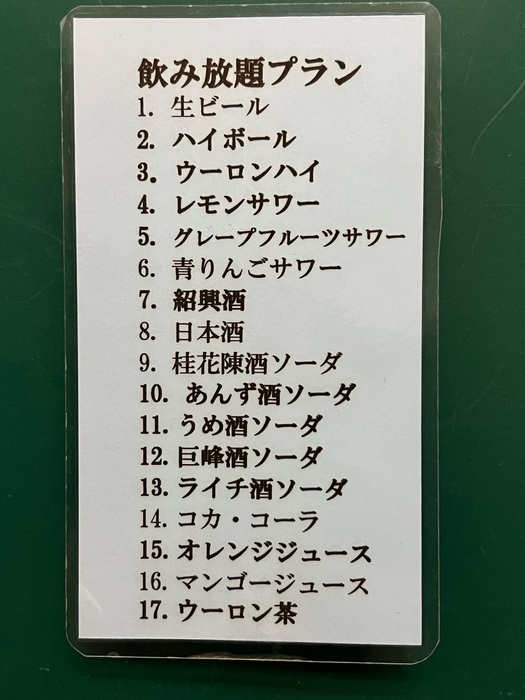 飲み放題プラン
1. 生ビール
2. ハイボール
3. ウーロンハイ
4. レモンサワー
5. グレープフルーツサワー
6. 青りんごサワー
7. 紹興酒
8. 日本酒
9. 桂花陳酒ソーダ
10. あんず酒ソーダ
11. うめ酒ソーダ
12. 巨峰酒ソーダ
13. ライチ酒ソーダ
14. コカ・コーラ
15. オレンジジュース
16. マンゴージュース
17. ウーロン茶